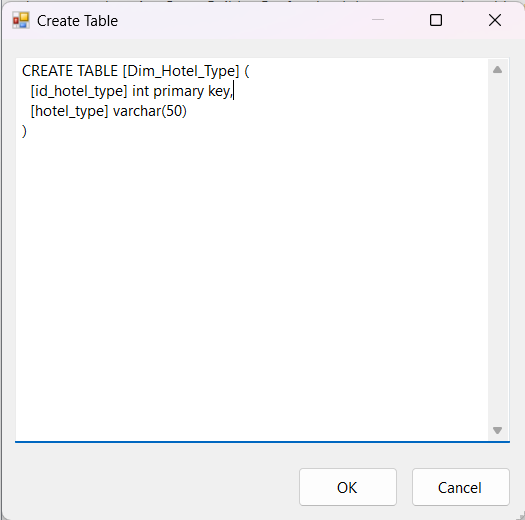 Create Table
CREATE TABLE [Dim_Hotel_Type] (
[id_hotel_type] int primary key,
[hotel_type] varchar(50)
)
OK
Cancel